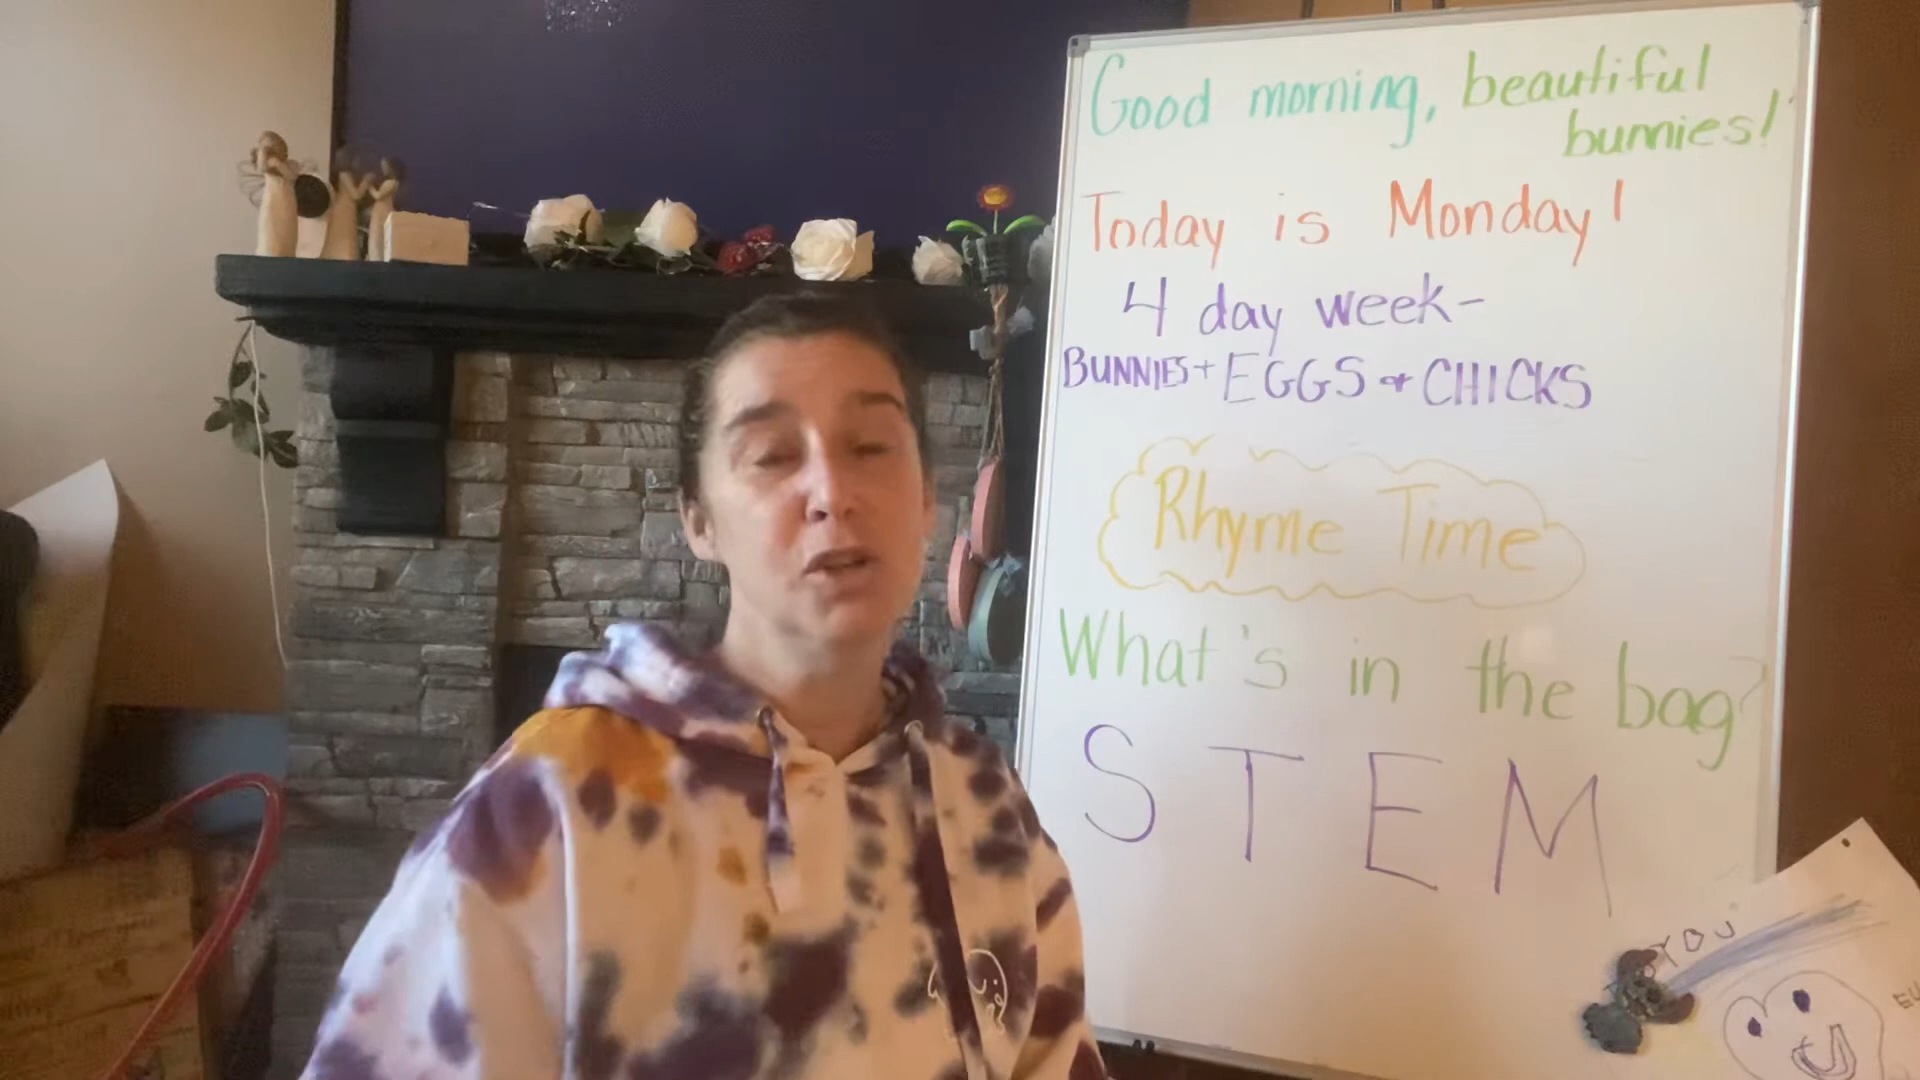 Good morning, beautiful
bunnies!
Today is Monday!
4 day week-
BUNNIES + EGGS + CHICKS
Rhyme Time
What's in the bag?
STEM
YOU